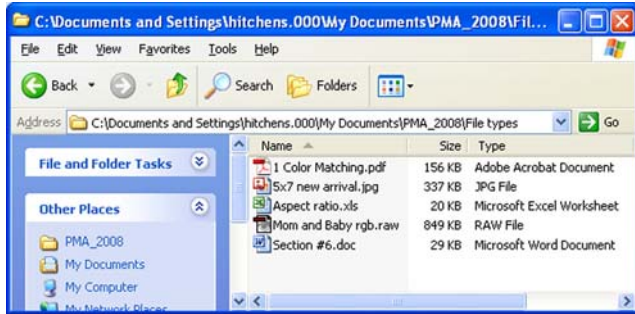 C:\Documents and Settings\hitchens.000\My Documents\PMA_2008\Fil...
File Edit View Favorites Tools Help
Back Search Folders
Address C:\Documents and Settings\hitchens.000\My Documents\PMA_2008\File types Go
File and Folder Tasks
Other Places
PMA_2008
My Documents
My Computer
My Network Places
Name Size Type
1 Color Matching.pdf 156 KB Adobe Acrobat Document
5x7 new arrival.jpg 337 KB JPG File
Aspect ratio.xls 20 KB Microsoft Excel Worksheet
Mom and Baby rgb.raw 849 KB RAW File
Section #6.doc 29 KB Microsoft Word Document